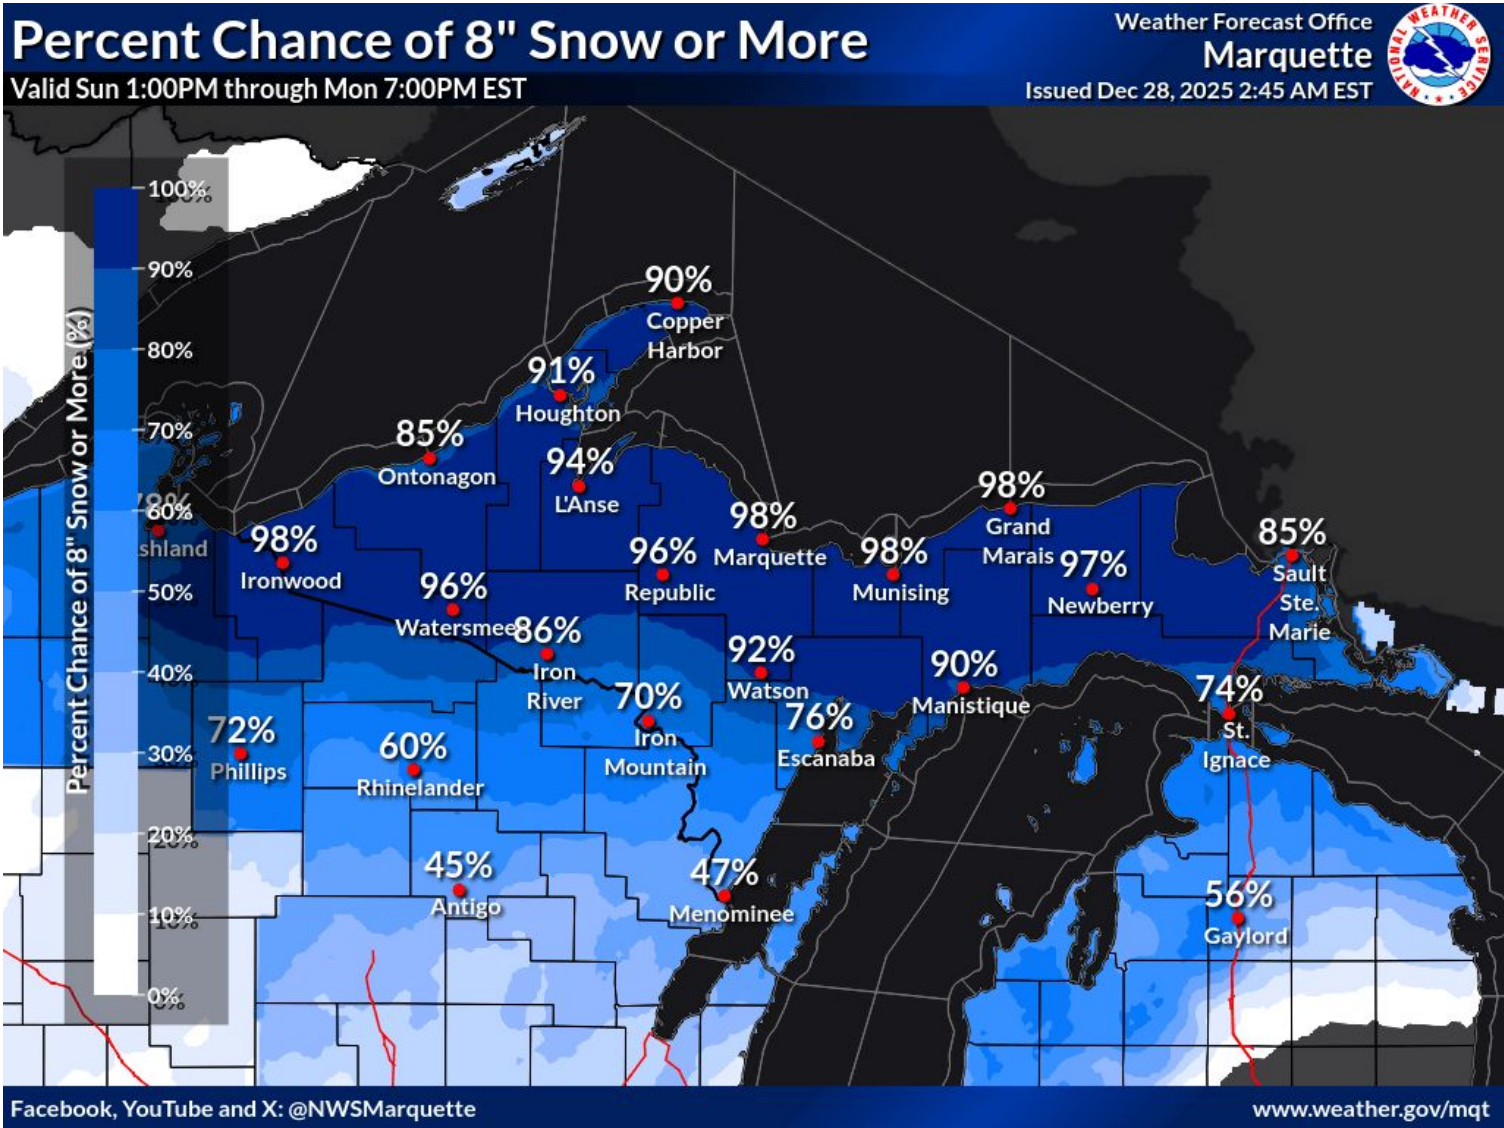 Percent Chance of 8" Snow or More
Valid Sun 1:00PM through Mon 7:00PM EST
Weather Forecast Office
Marquette
Issued Dec 28, 2025 2:45 AM EST
NATIONAL WEATHER SERVICE
Percent Chance of 8" Snow or More (%)
100%
90%
80%
70%
60%
50%
40%
30%
20%
10%
0%
90%
Copper
Harbor
91%
Houghton
85%
Ontonagon
94%
L'Anse
98%
Ironwood
96%
Watersmee
86%
Iron
River
96%
Republic
98%
Marquette
98%
Munising
98%
Grand
Marais
97%
Newberry
85%
Sault
Ste.
Marie
92%
Watson
90%
Manistique
74%
St.
Ignace
76%
Escanaba
70%
Iron
Mountain
72%
Phillips
60%
Rhinelander
45%
Antigo
47%
Menominee
56%
Gaylord
shland
Facebook, YouTube and X: @NWSMarquette
www.weather.gov/mqt